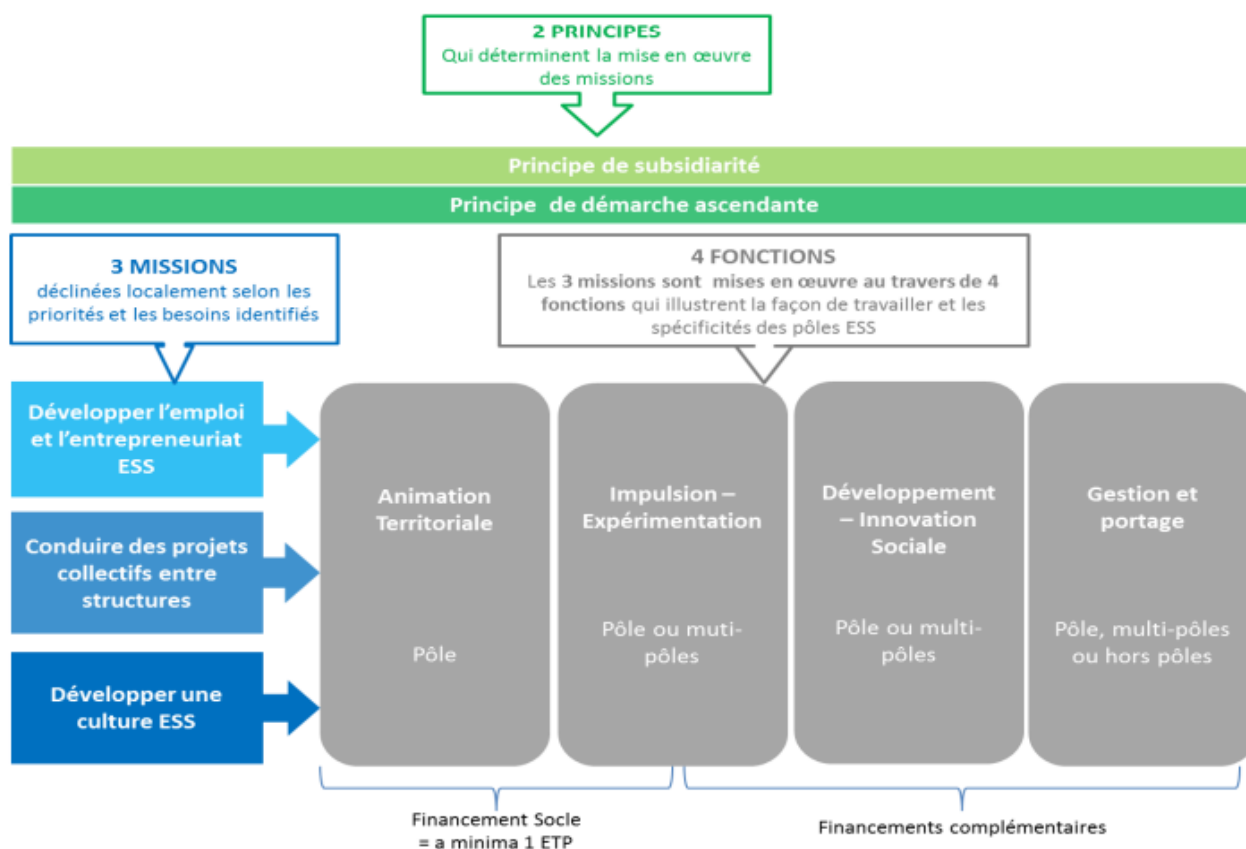 2 PRINCIPES
Qui déterminent la mise en œuvre
des missions
Principe de subsidiarité
Principe de démarche ascendante
3 MISSIONS
déclinées localement selon les
priorités et les besoins identifiés
4 FONCTIONS
Les 3 missions sont mises en œuvre au travers de 4
fonctions qui illustrent la façon de travailler et les
spécificités des pôles ESS
Développer l'emploi
et l'entrepreneuriat
ESS
Conduire des projets
collectifs entre
structures
Développer une
culture ESS
Animation
Territoriale
Pôle
Impulsion –
Expérimentation
Pôle ou muti-
pôles
Développement
– Innovation
Sociale
Pôle ou multi-
pôles
Gestion et
portage
Pôle, multi-pôles
ou hors pôles
Financement Socle
= a minima 1 ETP
Financements complémentaires